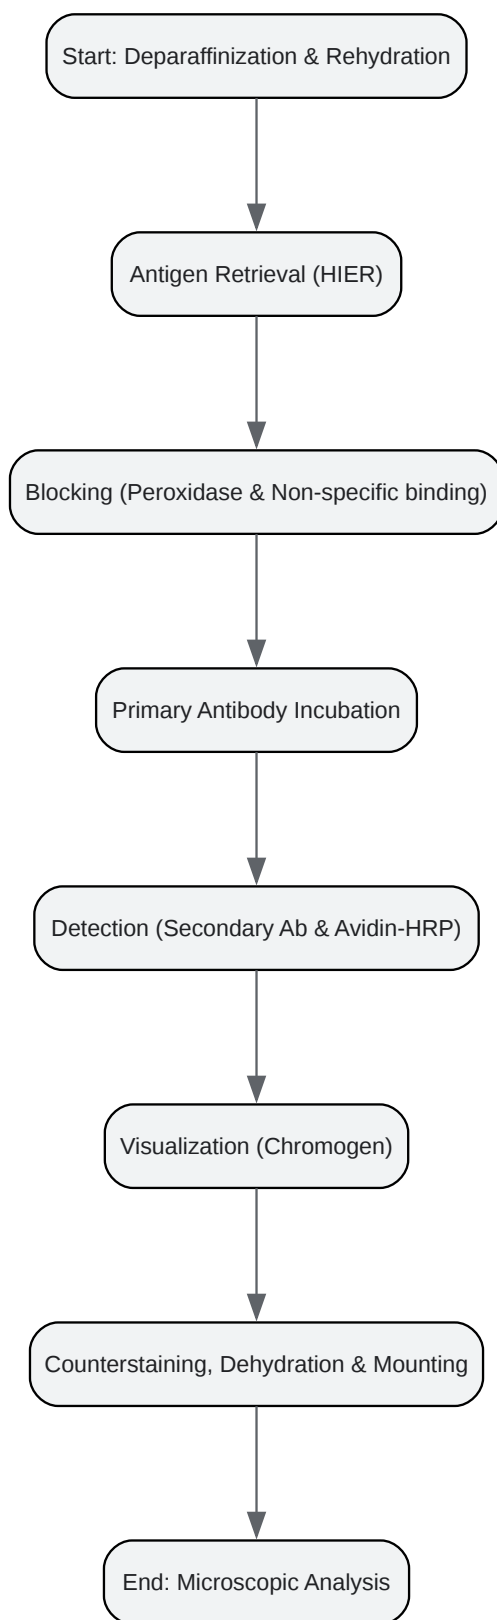 Start: Deparaffinization & Rehydration
Antigen Retrieval (HIER)
Blocking (Peroxidase & Non-specific binding)
Primary Antibody Incubation
Detection (Secondary Ab & Avidin-HRP)
Visualization (Chromogen)
Counterstaining, Dehydration & Mounting
End: Microscopic Analysis